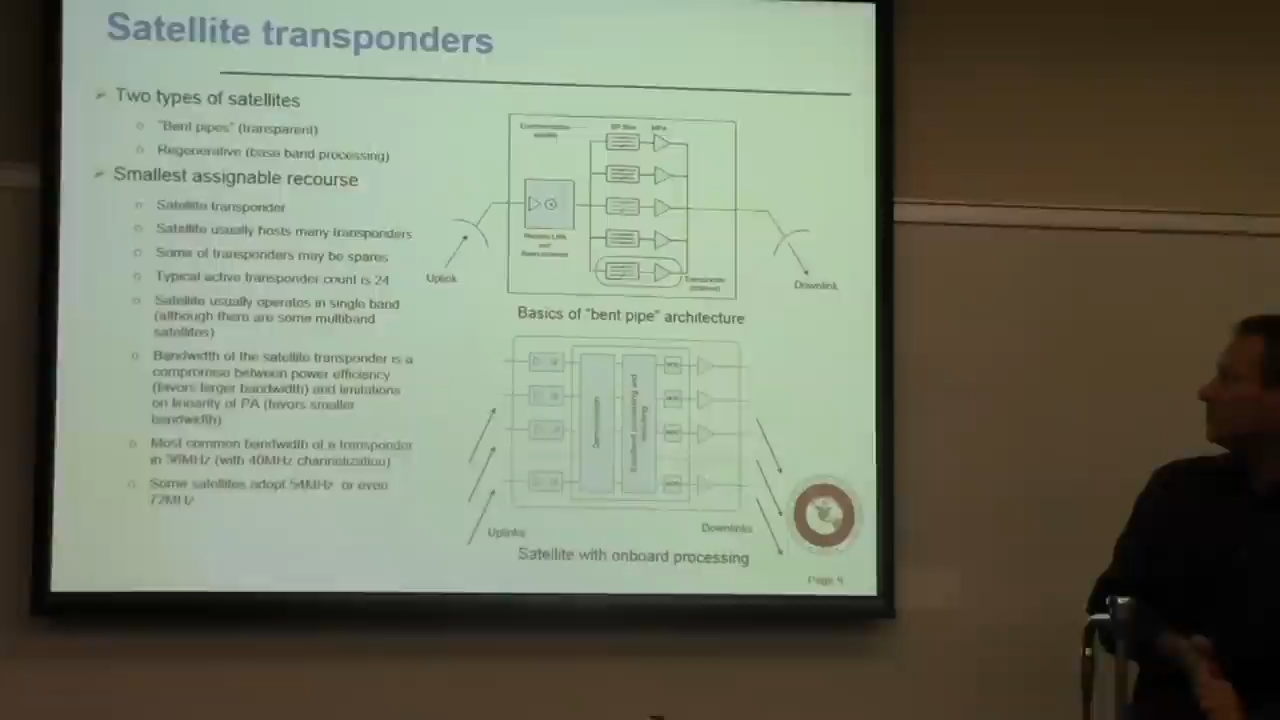 Satellite transponders
Two types of satellites
"Bent pipes" (transparent)
Regenerative (base band processing)
Smallest assignable recourse
Satellite transponder
Satellite usually hosts many transponders
Some of transponders may be spares
Typical active transponder count is 24
Satellite usually operates in single band
(although there are some multiband
satellites)
Bandwidth of the satellite transponder is a
compromise between power efficiency
(favors larger bandwidth) and limitations
on linearity of PA (favors smaller
bandwidth)
Most common bandwidth of a transponder
in 36MHz (with 40MHz channelization)
Some satellites adopt 54MHz or even
72MHz
Uplink
Downlink
Basics of "bent pipe" architecture
Uplinks
Downlinks
Satellite with onboard processing